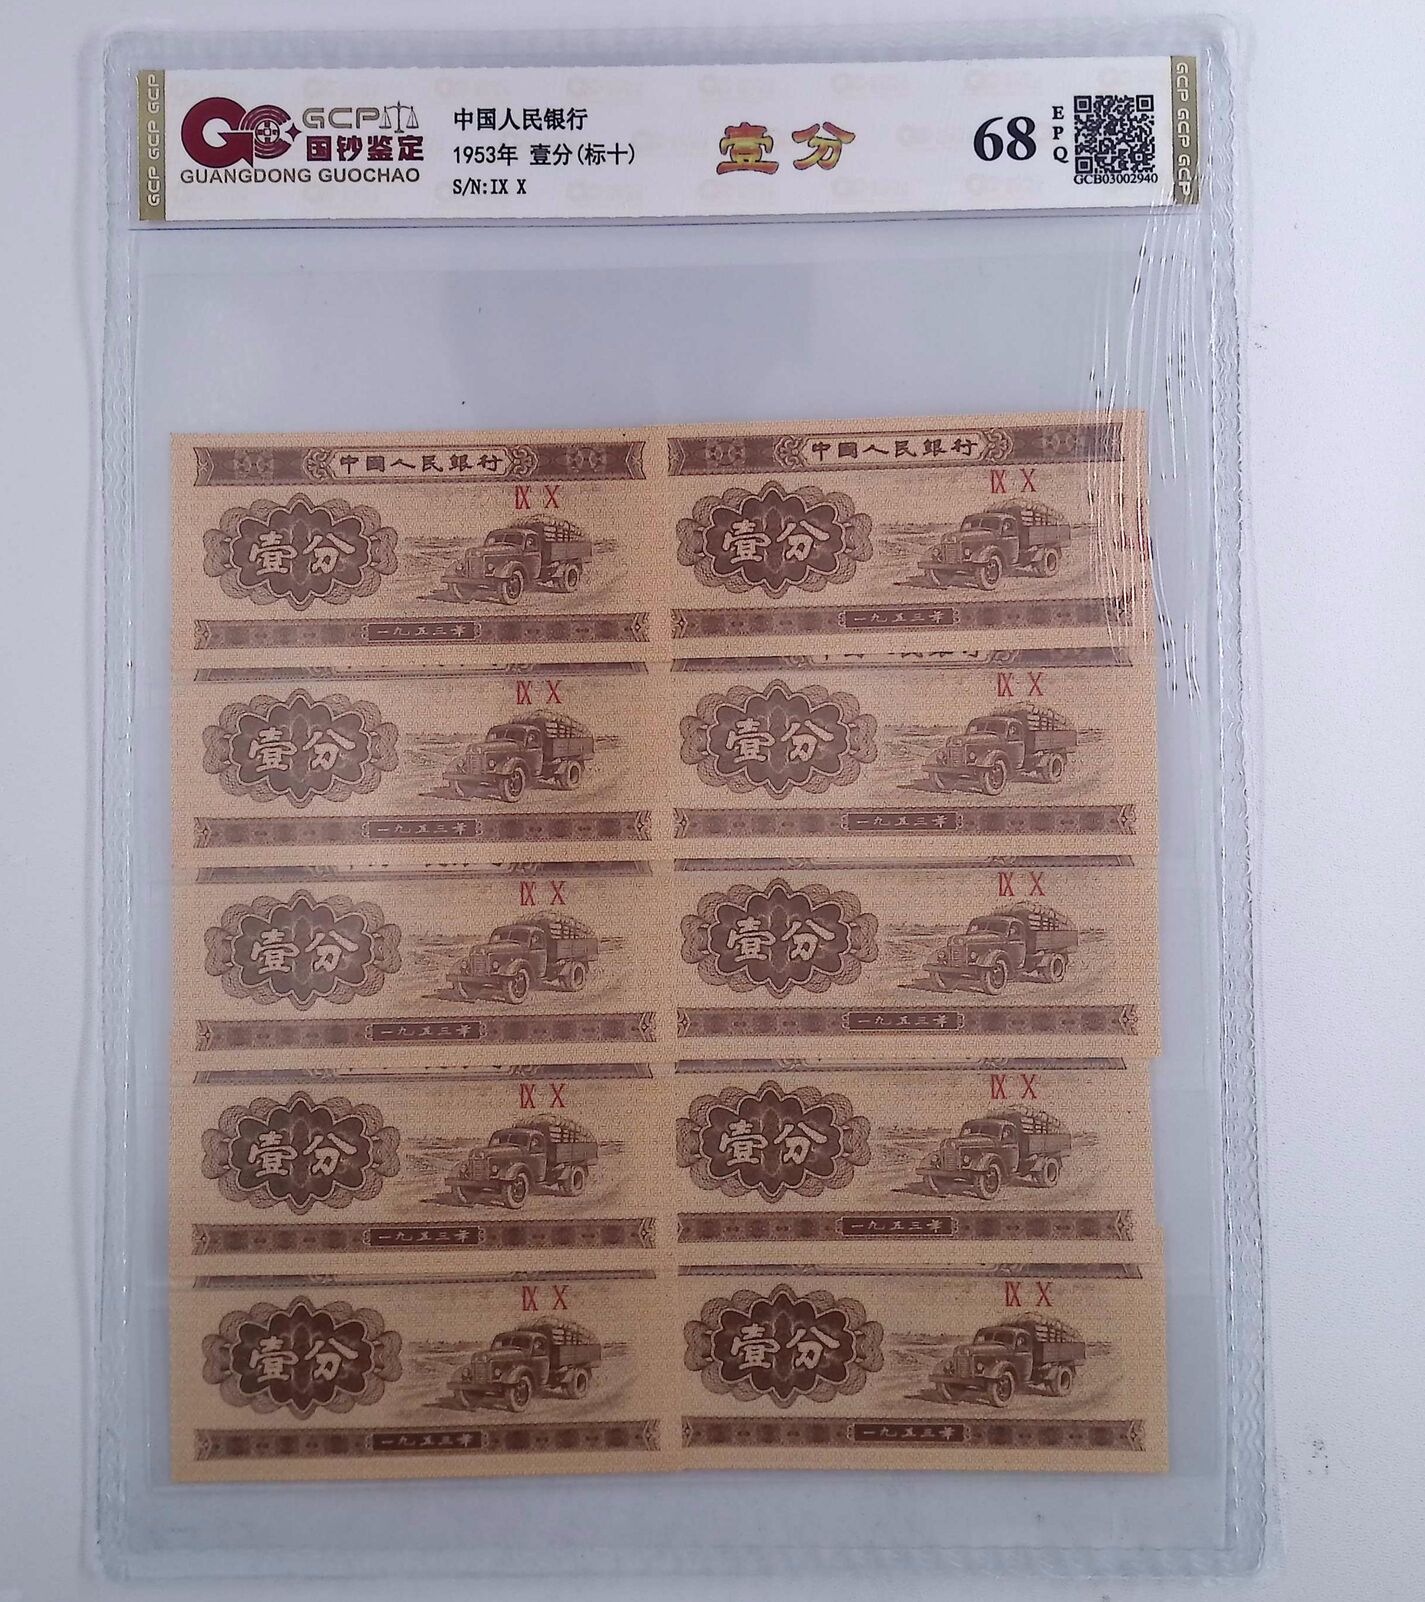 GCP GCP GCP
GCP
国钞鉴定
GUANGDONG GUOCHAO
中国人民银行
1953年 壹分(标十)
S/N:IX X
壹分
68
EPQ
GCB03002940
GCP GCP GCP
中国人民銀行
IX X
壹分
一九五三年
中国人民銀行
IX X
壹分
一九五三年
IX X
壹分
一九五三年
IX X
壹分
一九五三年
IX X
壹分
一九五三年
IX X
壹分
一九五三年
IX X
壹分
一九五三年
IX X
壹分
一九五三年
IX X
壹分
一九五三年
IX X
壹分
一九五三年